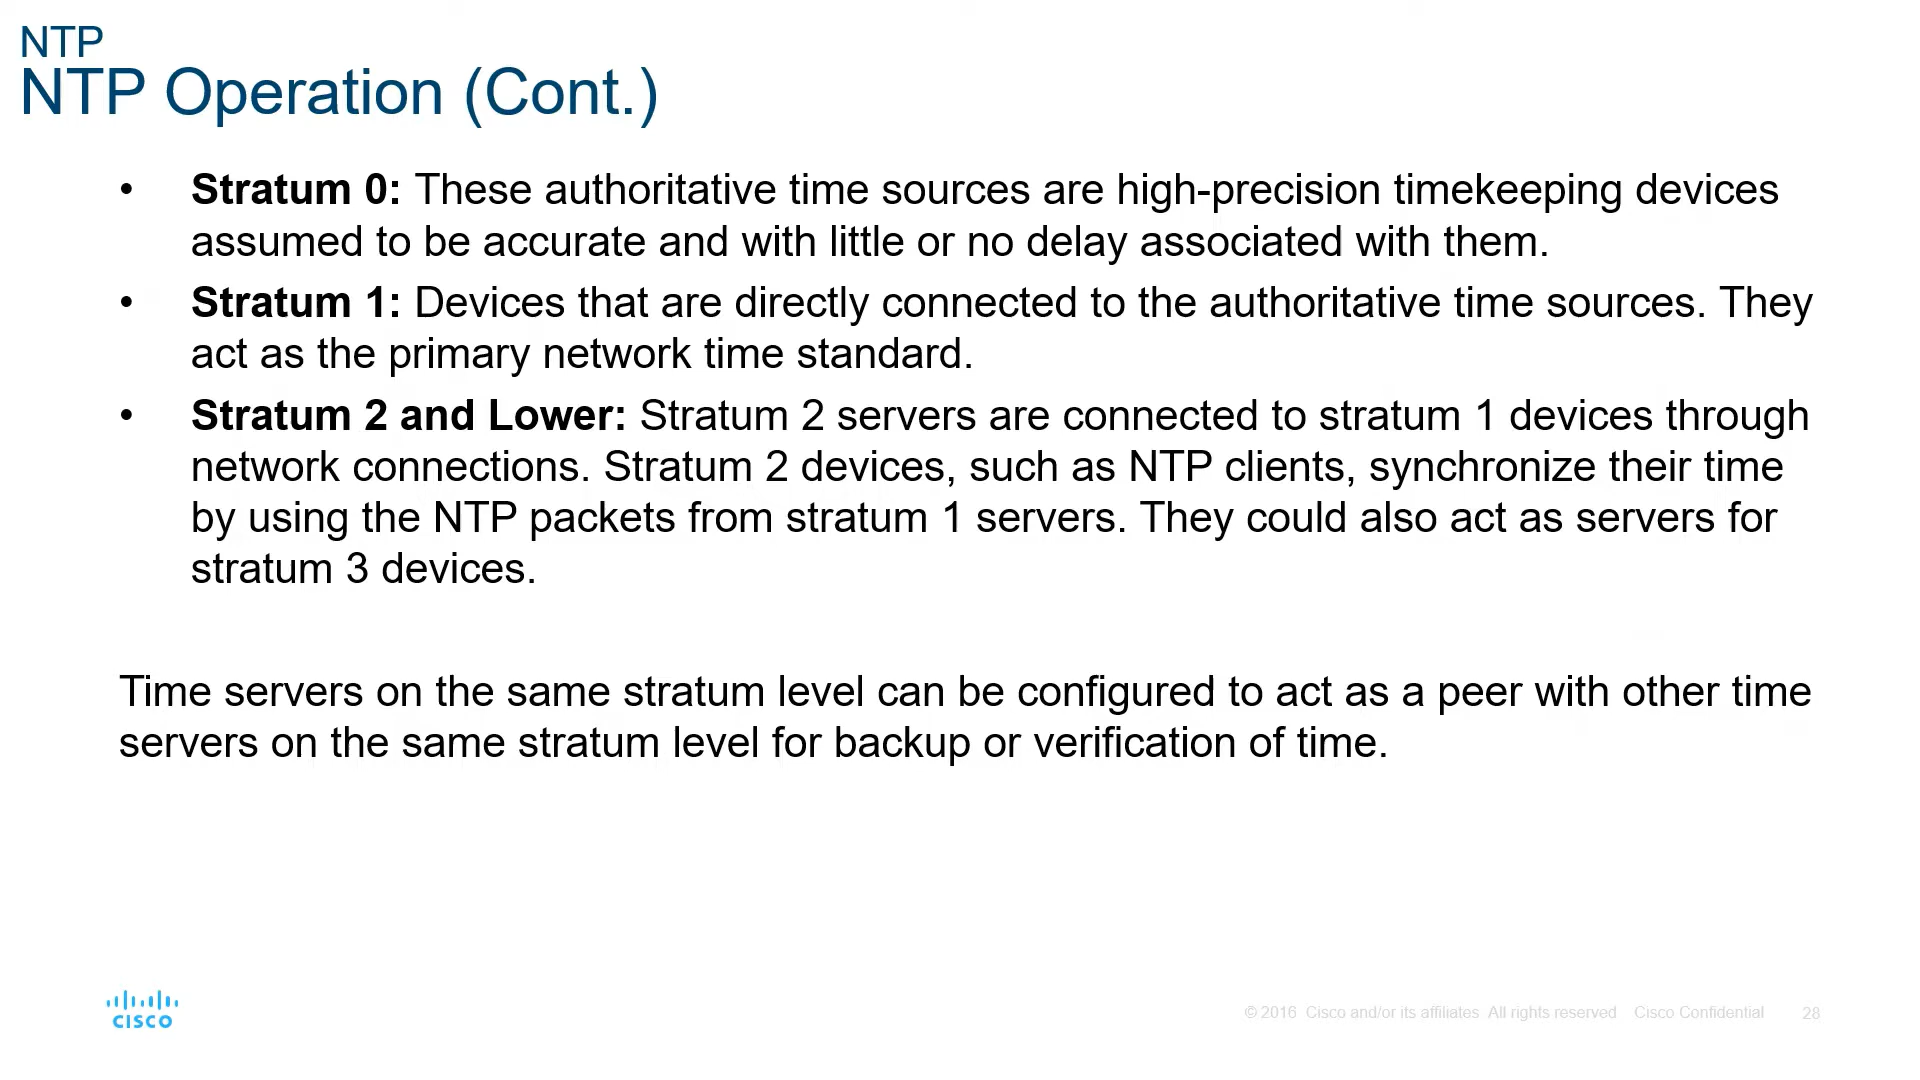 NTP
NTP Operation (Cont.)
• Stratum 0: These authoritative time sources are high-precision timekeeping devices
assumed to be accurate and with little or no delay associated with them.
• Stratum 1: Devices that are directly connected to the authoritative time sources. They
act as the primary network time standard.
• Stratum 2 and Lower: Stratum 2 servers are connected to stratum 1 devices through
network connections. Stratum 2 devices, such as NTP clients, synchronize their time
by using the NTP packets from stratum 1 servers. They could also act as servers for
stratum 3 devices.
Time servers on the same stratum level can be configured to act as a peer with other time
servers on the same stratum level for backup or verification of time.
CISCO
© 2016 Cisco and/or its affiliates All rights reserved Cisco Confidential 28